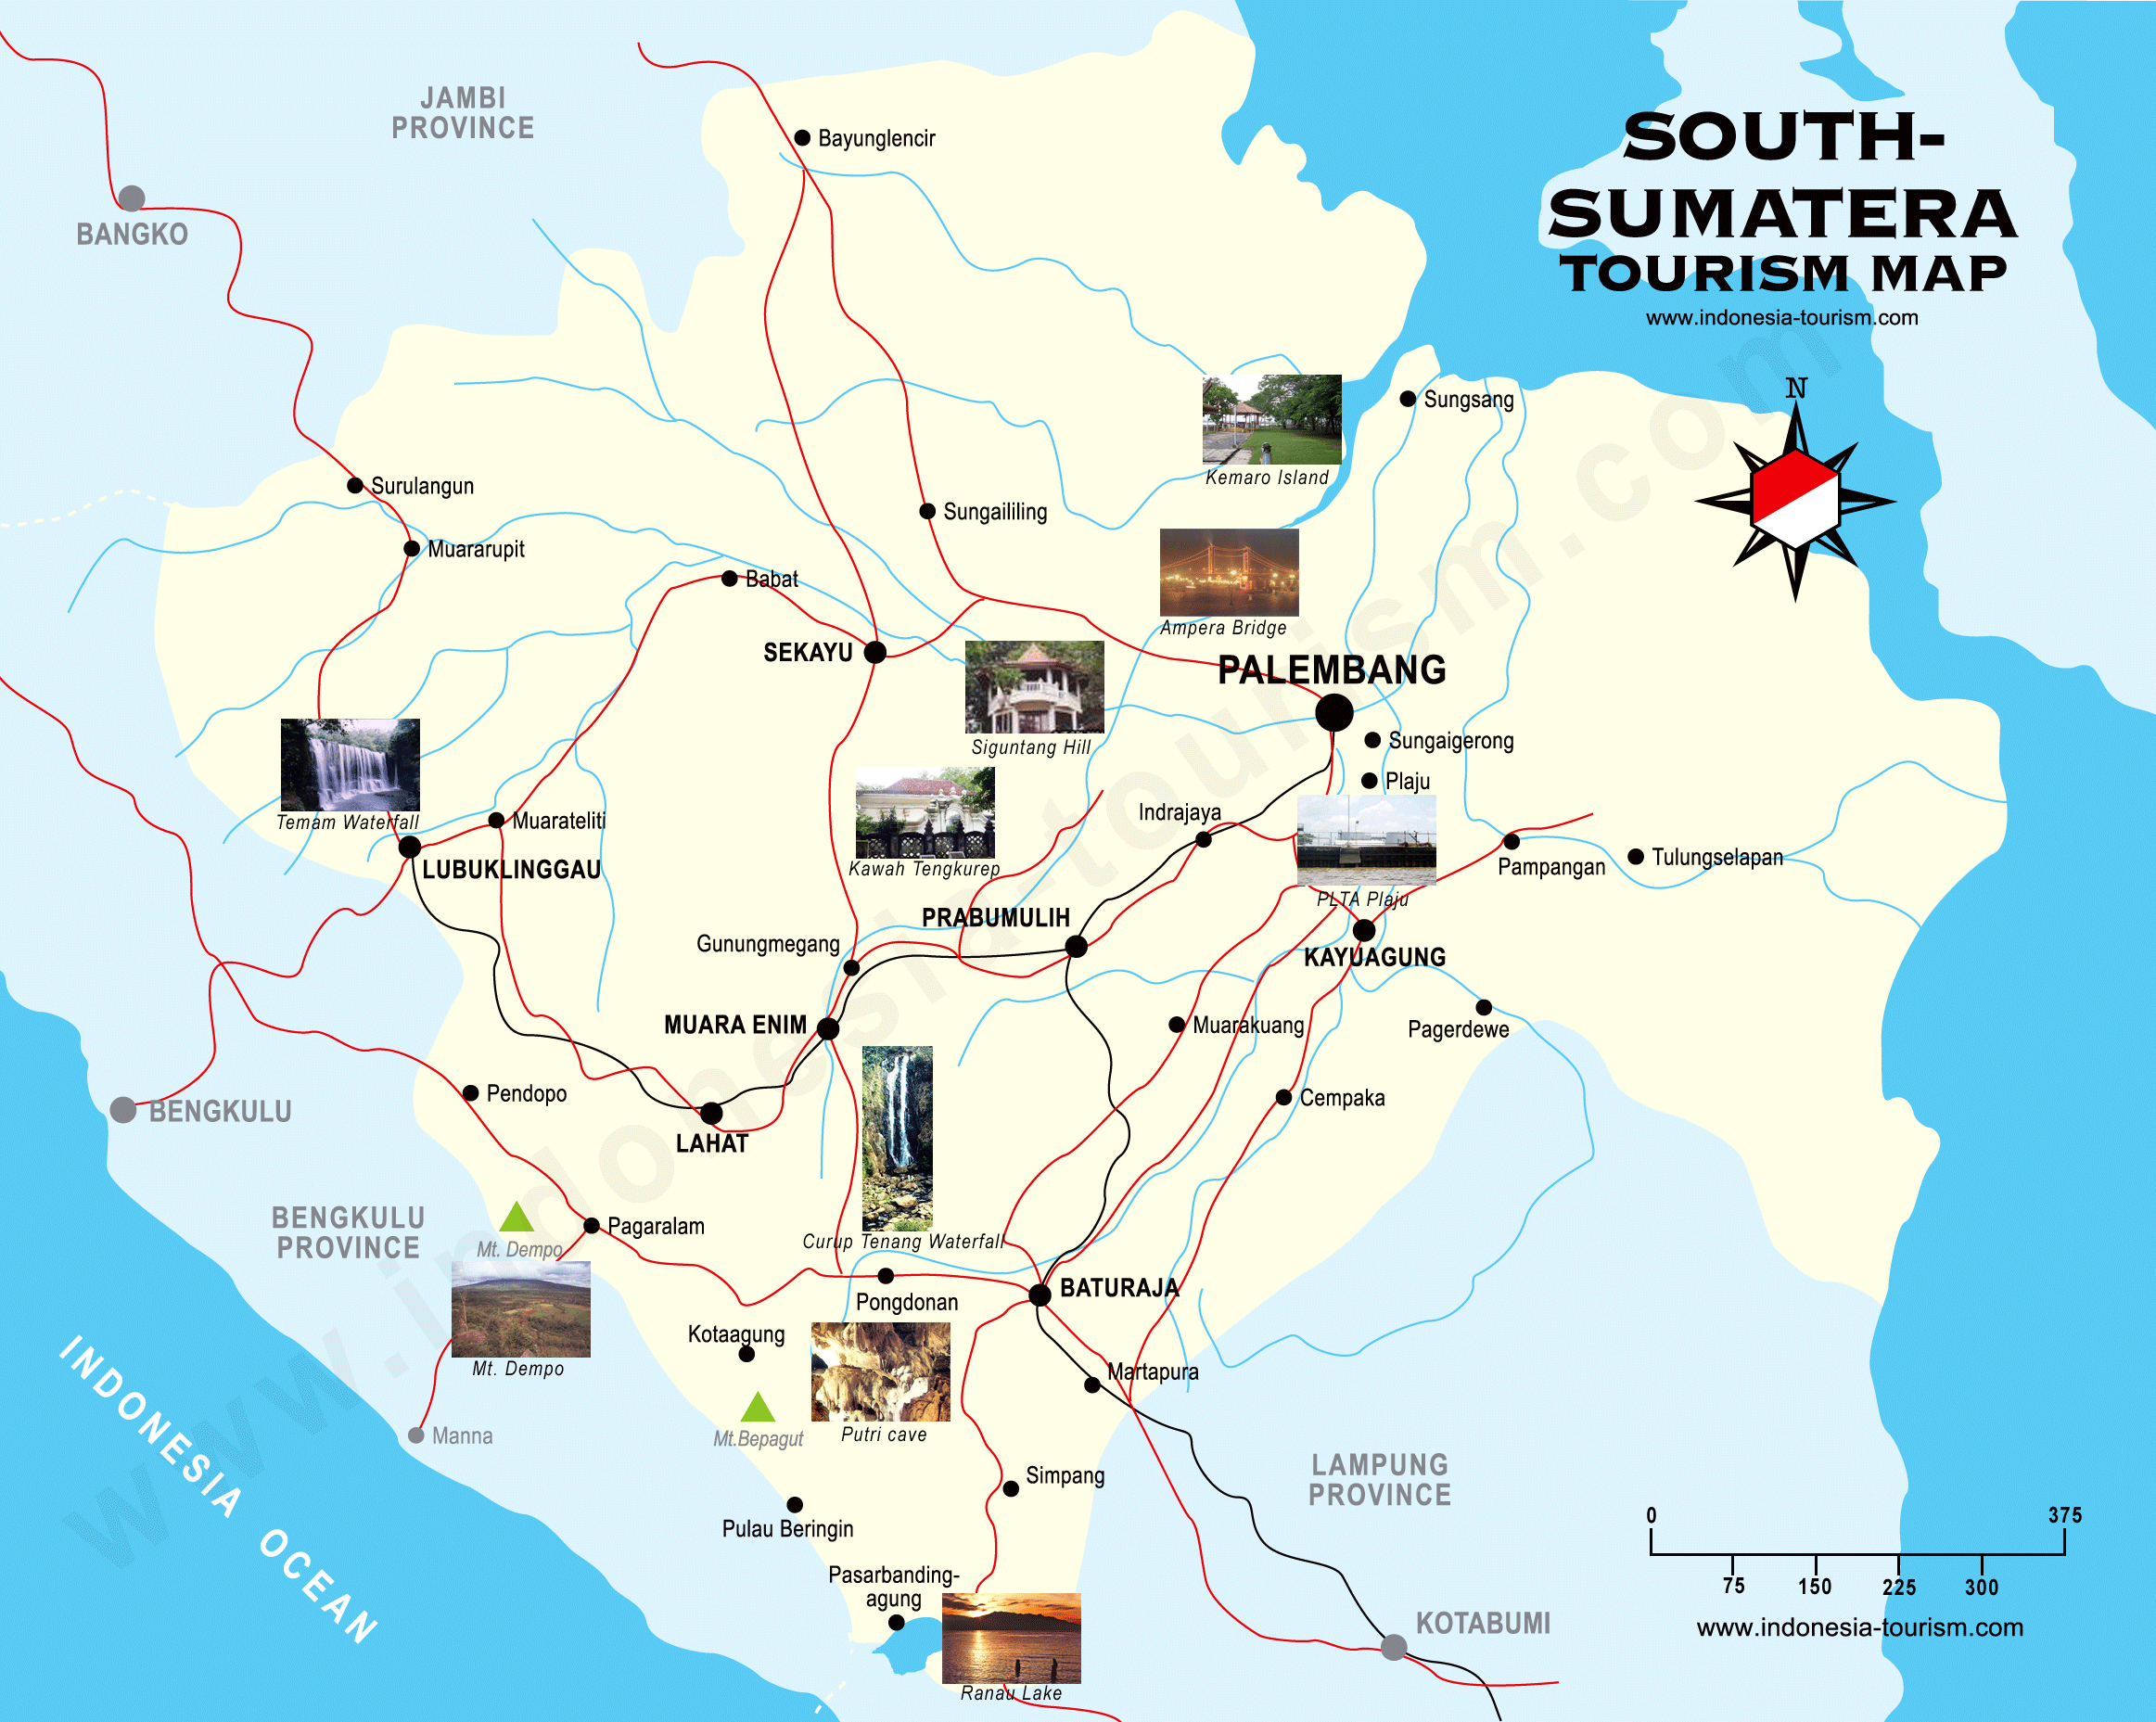 SOUTH-
SUMATERA
TOURISM MAP
www.indonesia-tourism.com
N
JAMBI
PROVINCE
BANGKO
Bayunglencir
Sungsang
Kemaro Island
Surulangun
Sungaililing
Muararupit
Babat
Ampera Bridge
SEKAYU
PALEMBANG
Siguntang Hill
Sungaigerong
Plaju
Temam Waterfall
Muarateliti
Indrajaya
LUBUKLINGGAU
Kawah Tengkurep
Pampangan
Tulungselapan
PLTA Plaju
PRABUMULIH
Gunungmegang
KAYUAGUNG
MUARA ENIM
Muarakuang
Pagerdewe
Pendopo
Cempaka
BENGKULU
LAHAT
BENGKULU
PROVINCE
Pagaralam
Mt. Dempo
Curup Tenang Waterfall
Pongdonan
BATURAJA
Kotaagung
Mt. Dempo
Martapura
Putri cave
Mt.Bepagut
Manna
Simpang
LAMPUNG
PROVINCE
Pulau Beringin
Pasarbanding-
agung
Ranau Lake
KOTABUMI
INDONESIA OCEAN
0 375
75 150 225 300
www.indonesia-tourism.com
www.indonesia-tourism.com